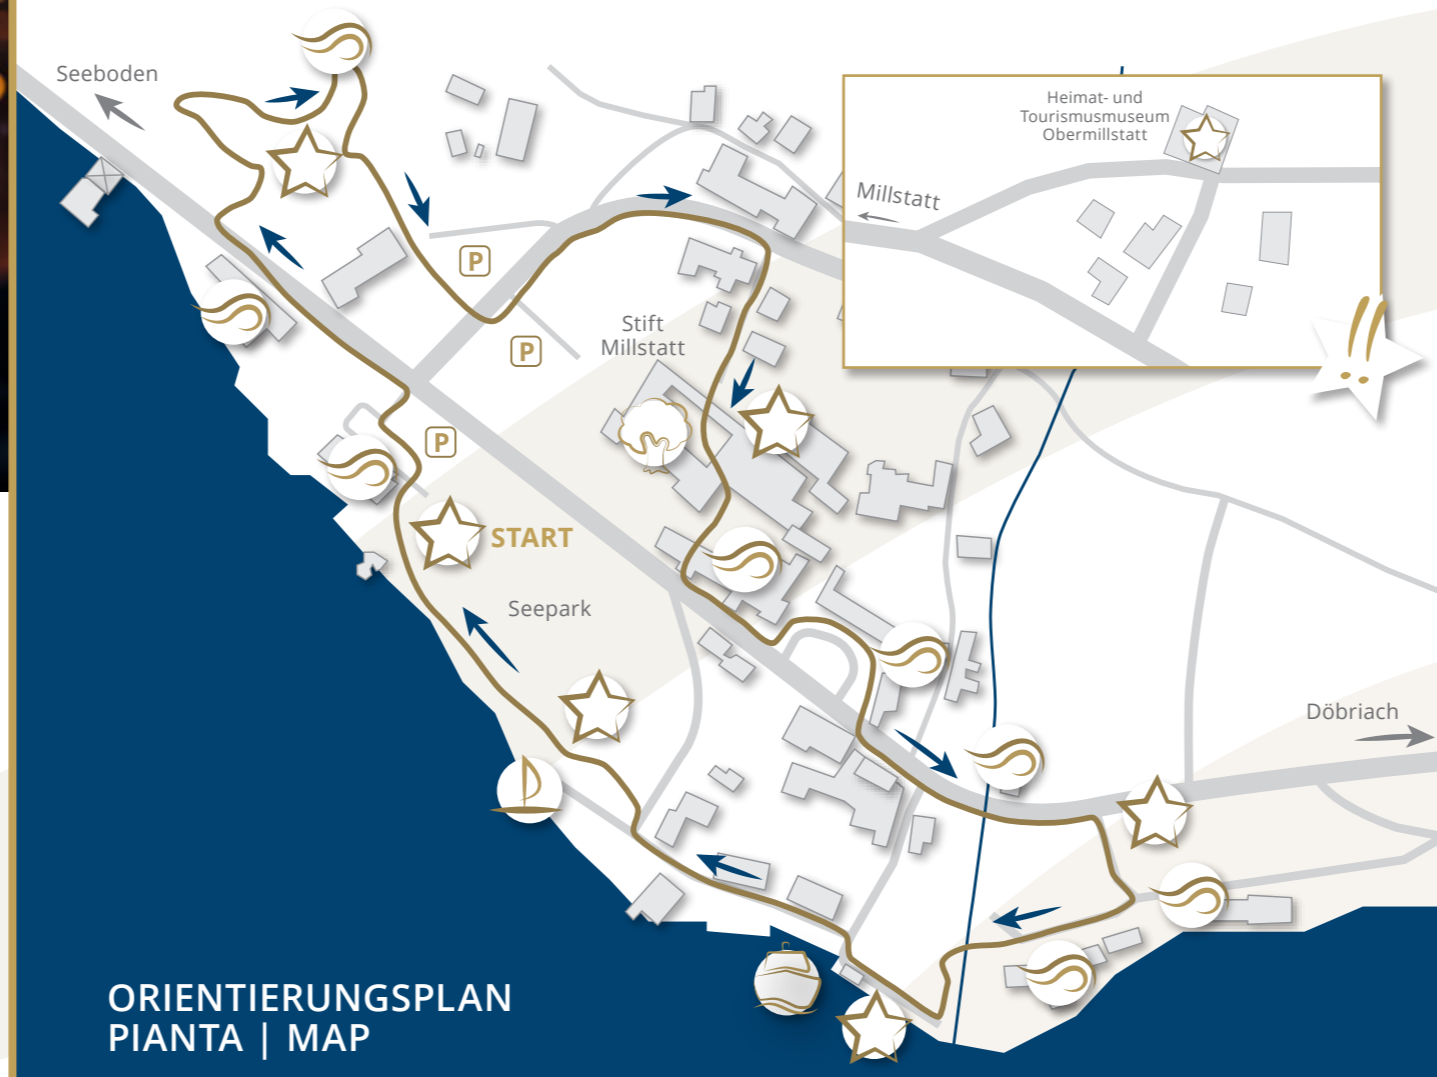 Seeboden
Heimat- und
Tourismusmuseum
Obermillstatt
Millstatt
P
Stift
Millstatt
P
P
START
Seepark
Döbriach
ORIENTIERUNGSPLAN
PIANTA | MAP